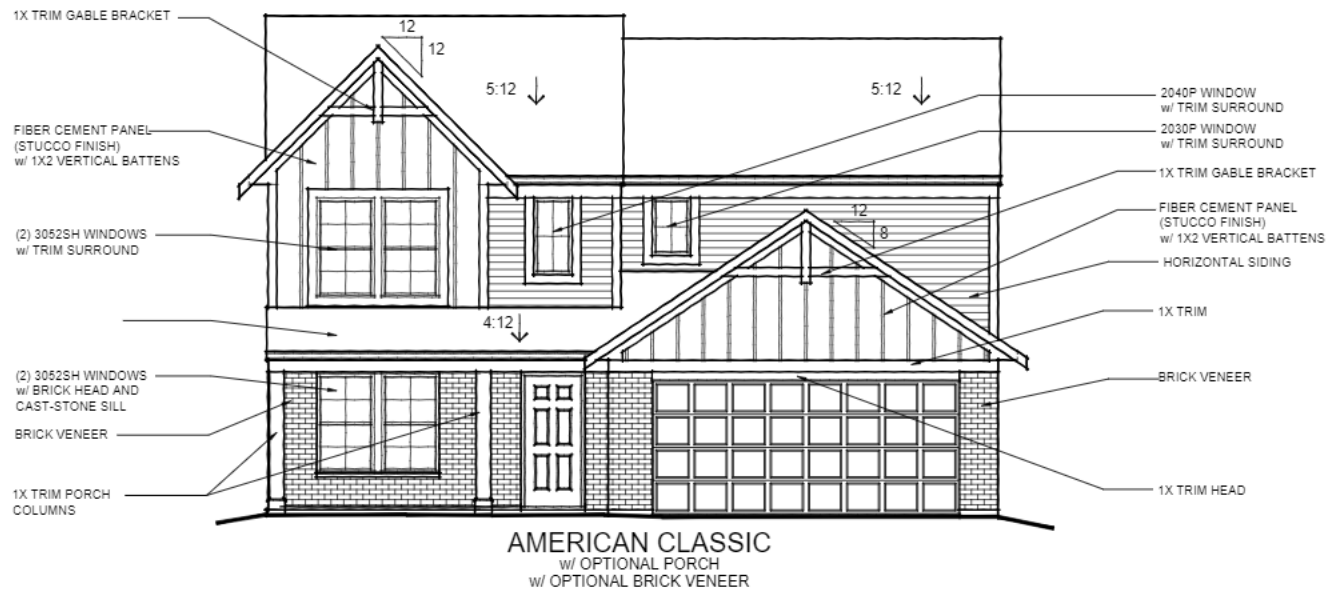 1X TRIM GABLE BRACKET
12
12
5:12
5:12
FIBER CEMENT PANEL
(STUCCO FINISH)
w/ 1X2 VERTICAL BATTENS
(2) 3052SH WINDOWS
w/ TRIM SURROUND
4:12
(2) 3052SH WINDOWS
w/ BRICK HEAD AND
CAST-STONE SILL
BRICK VENEER
1X TRIM PORCH
COLUMNS
2040P WINDOW
w/ TRIM SURROUND
2030P WINDOW
w/ TRIM SURROUND
1X TRIM GABLE BRACKET
12
8
FIBER CEMENT PANEL
(STUCCO FINISH)
w/ 1X2 VERTICAL BATTENS
HORIZONTAL SIDING
1X TRIM
BRICK VENEER
1X TRIM HEAD
AMERICAN CLASSIC
w/ OPTIONAL PORCH
w/ OPTIONAL BRICK VENEER